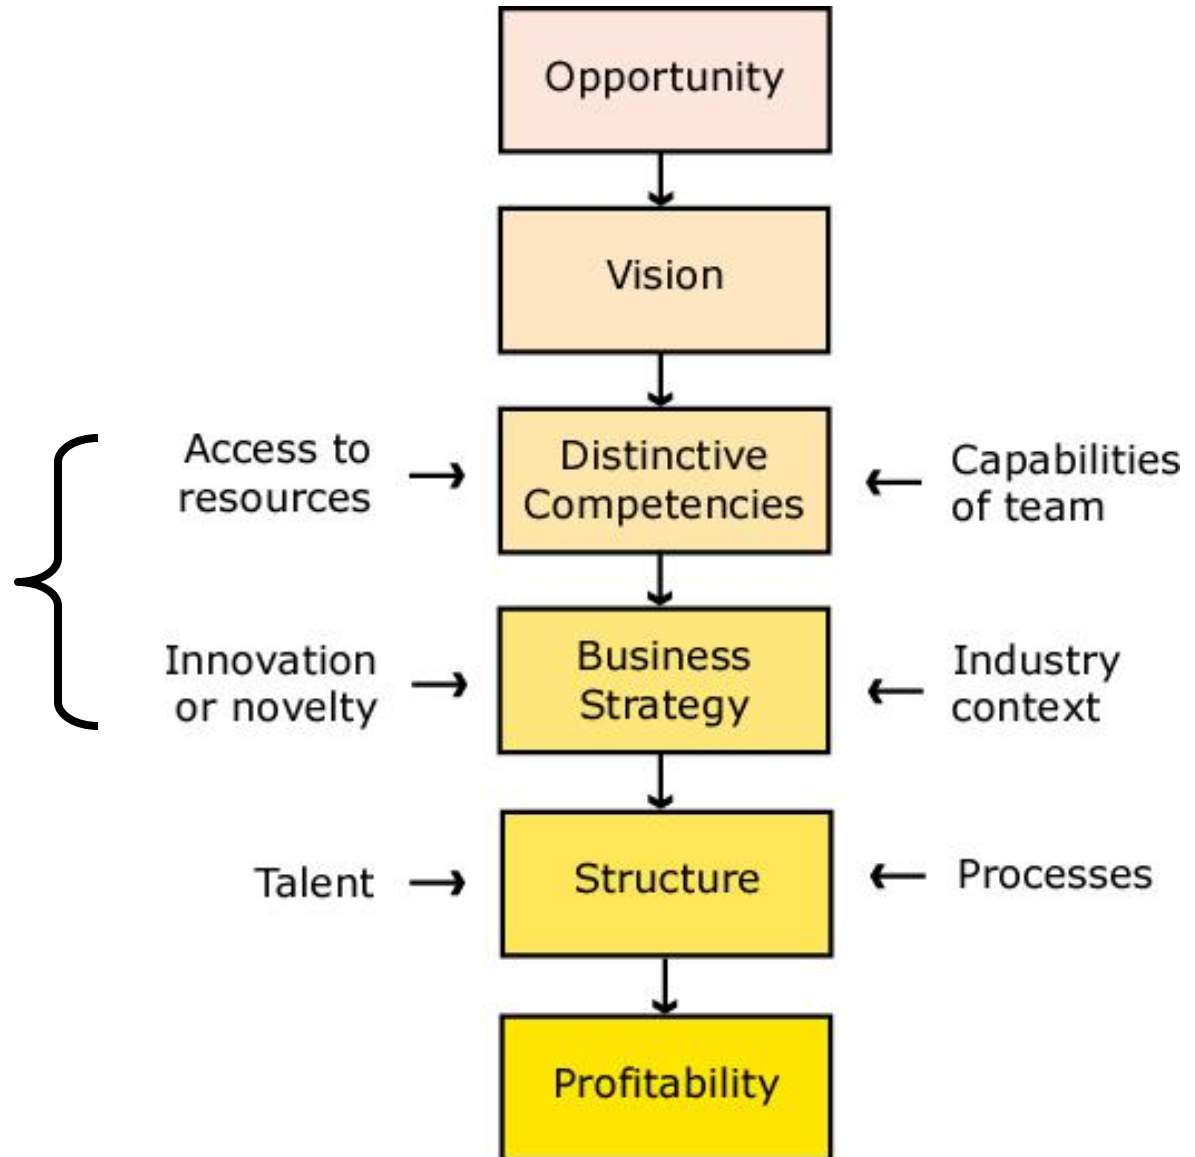 Opportunity
Vision
Access to
resources
Distinctive
Competencies
Capabilities
of team
Innovation
or novelty
Business
Strategy
Industry
context
Talent
Structure
Processes
Profitability